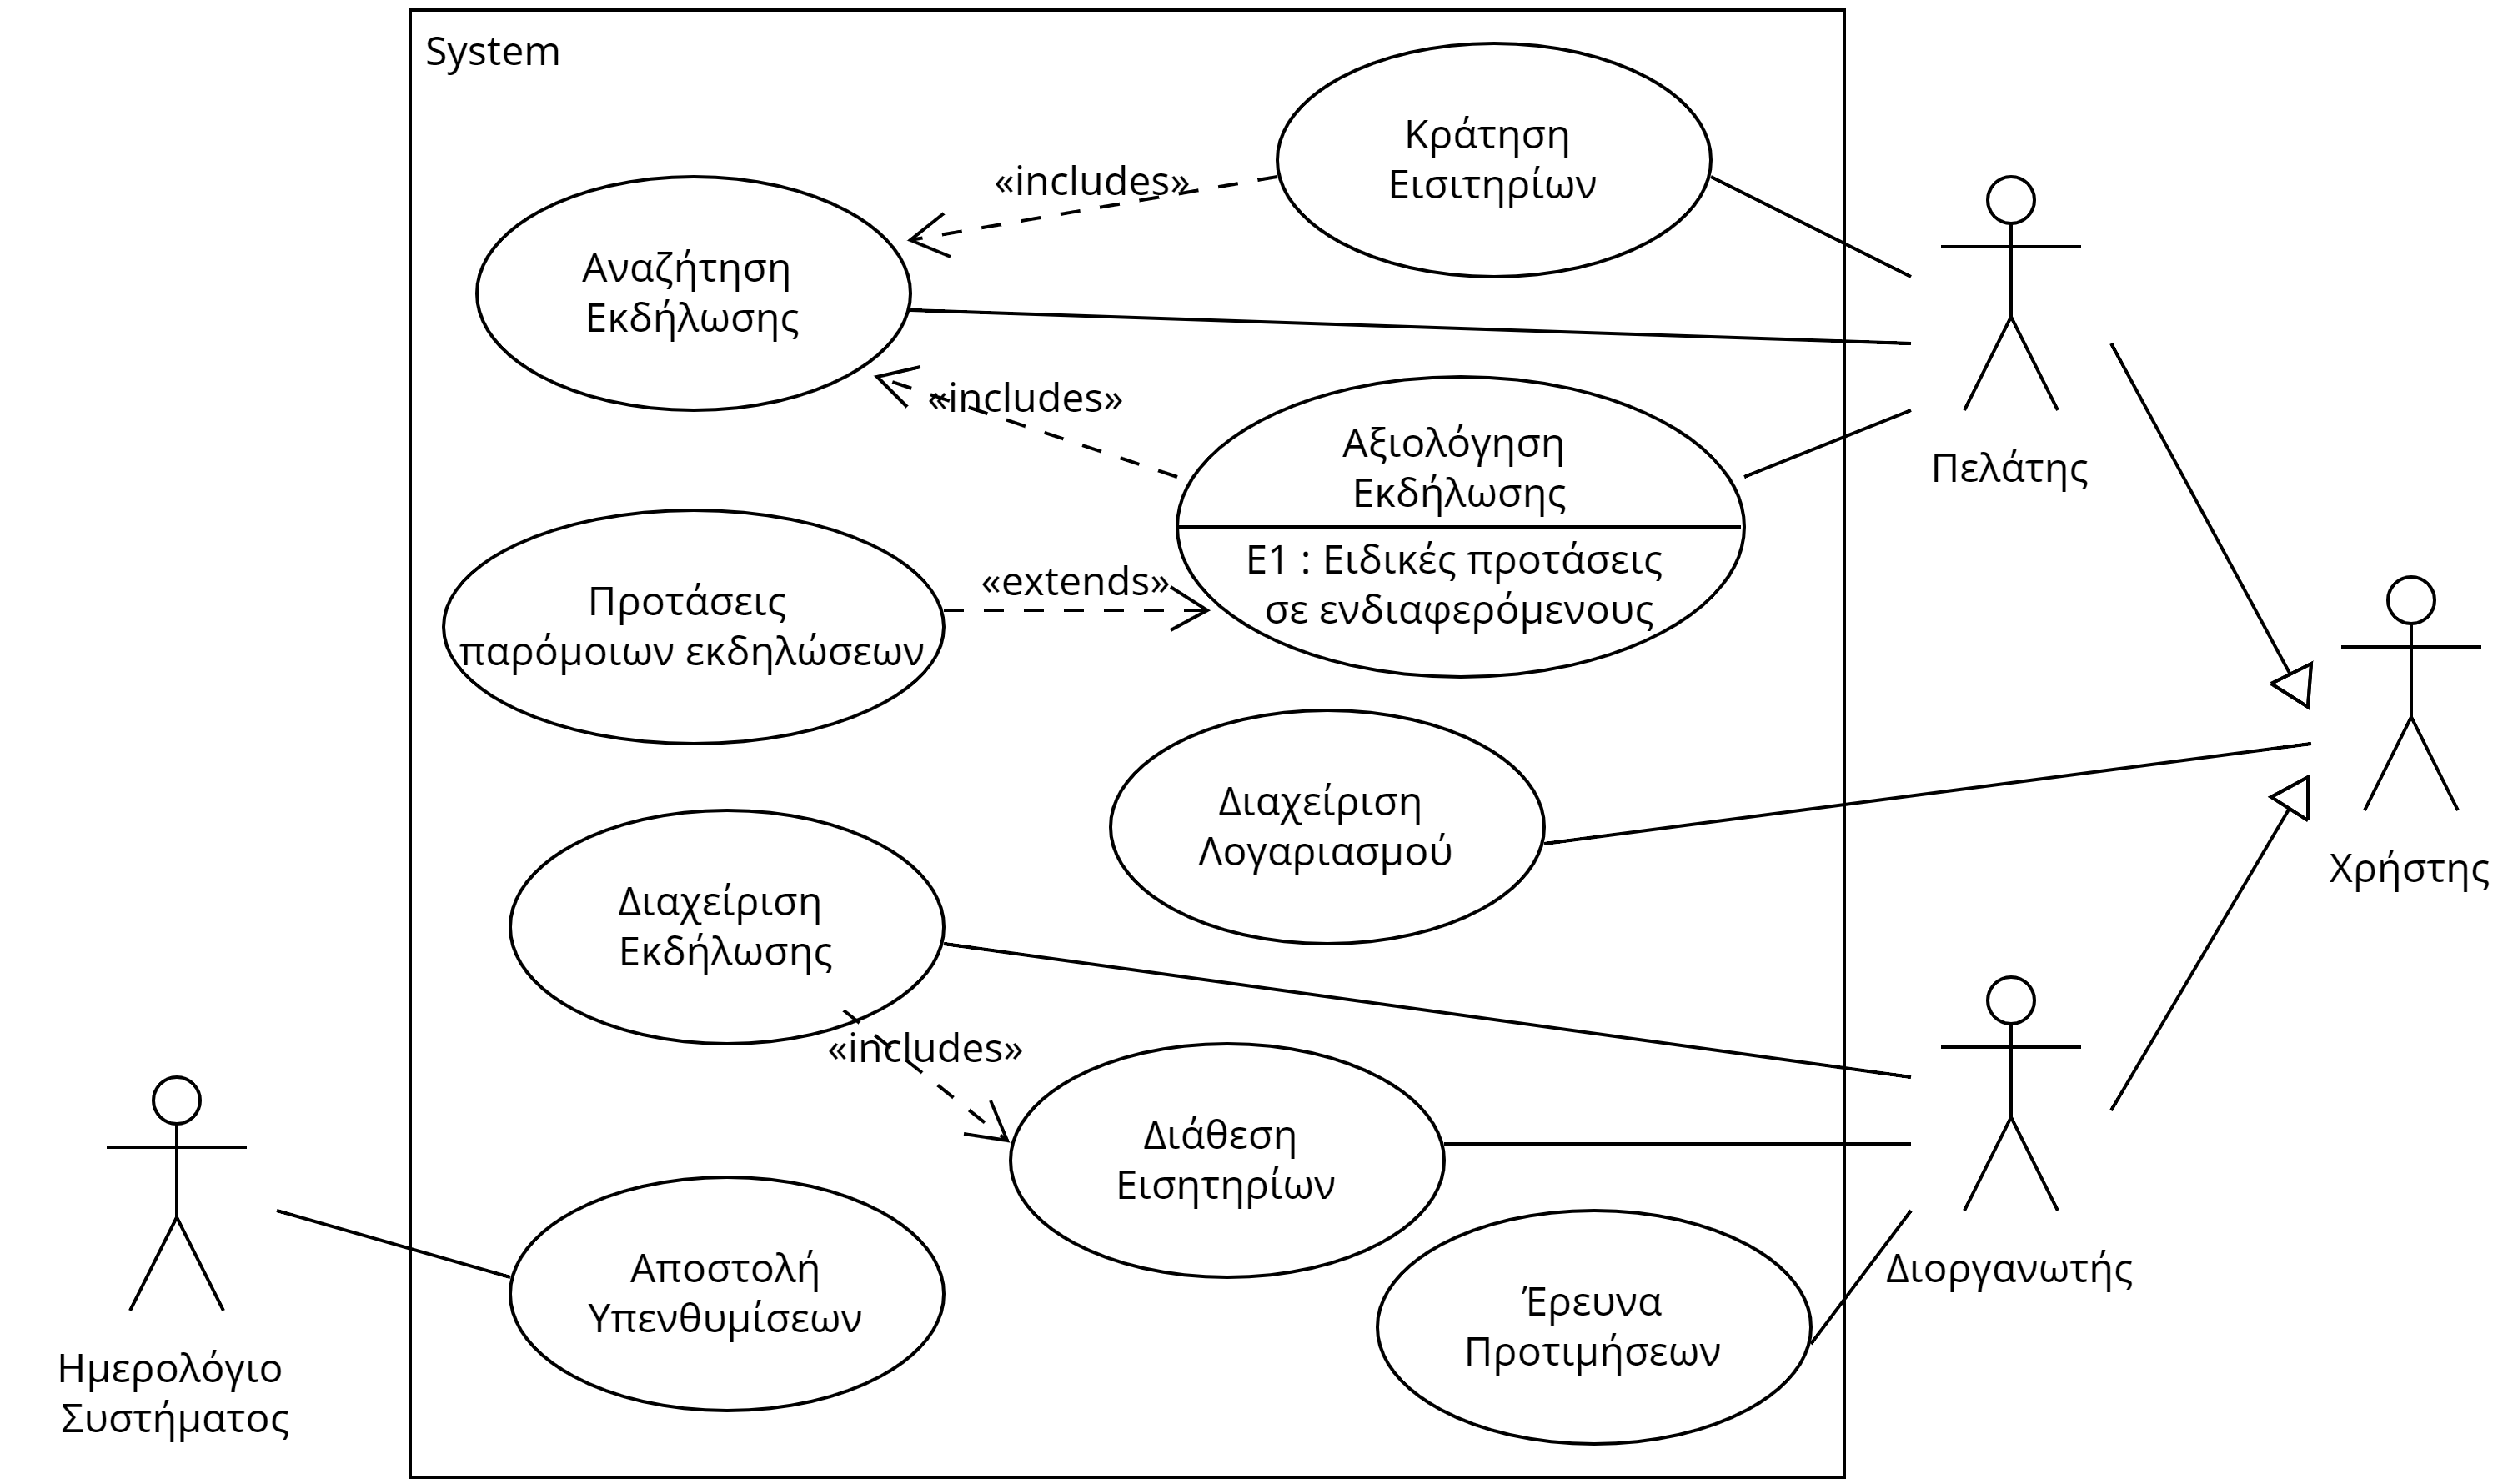 System
Κράτηση
Εισιτηρίων
«includes»
Αναζήτηση
Εκδήλωσης
«includes»
Αξιολόγηση
Εκδήλωσης
Ε1 : Ειδικές προτάσεις
σε ενδιαφερόμενους
Πελάτης
«extends»
Προτάσεις
παρόμοιων εκδηλώσεων
Διαχείριση
Λογαριασμού
Χρήστης
Διαχείριση
Εκδήλωσης
«includes»
Διάθεση
Εισητηρίων
Διοργανωτής
Αποστολή
Υπενθυμίσεων
Έρευνα
Προτιμήσεων
Ημερολόγιο
Συστήματος